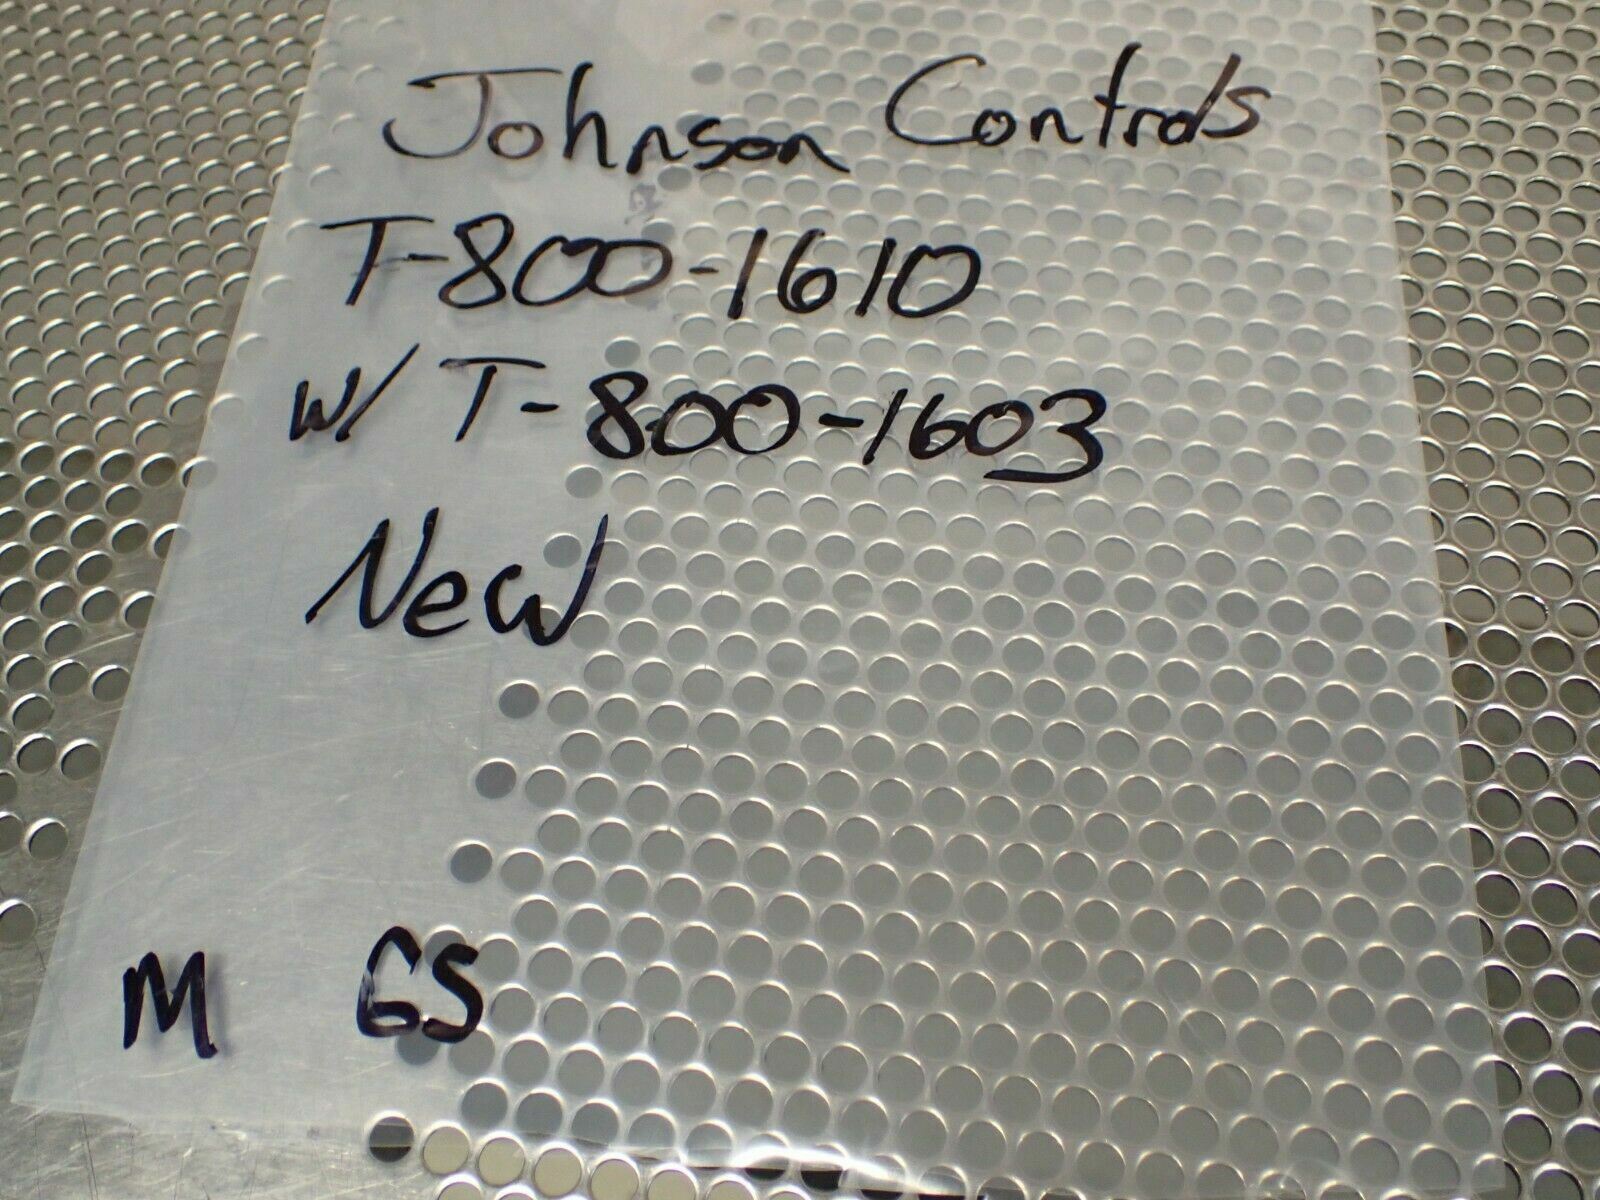 Johnson Controls
T-800-1610
W/ T-800-1603
New
M GS